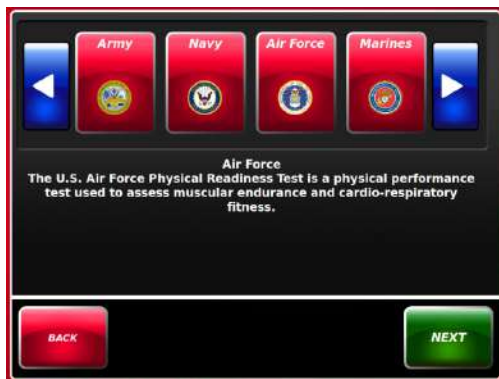 Army Navy Air Force Marines
Air Force
The U.S. Air Force Physical Readiness Test is a physical performance
test used to assess muscular endurance and cardio-respiratory
fitness.
BACK NEXT